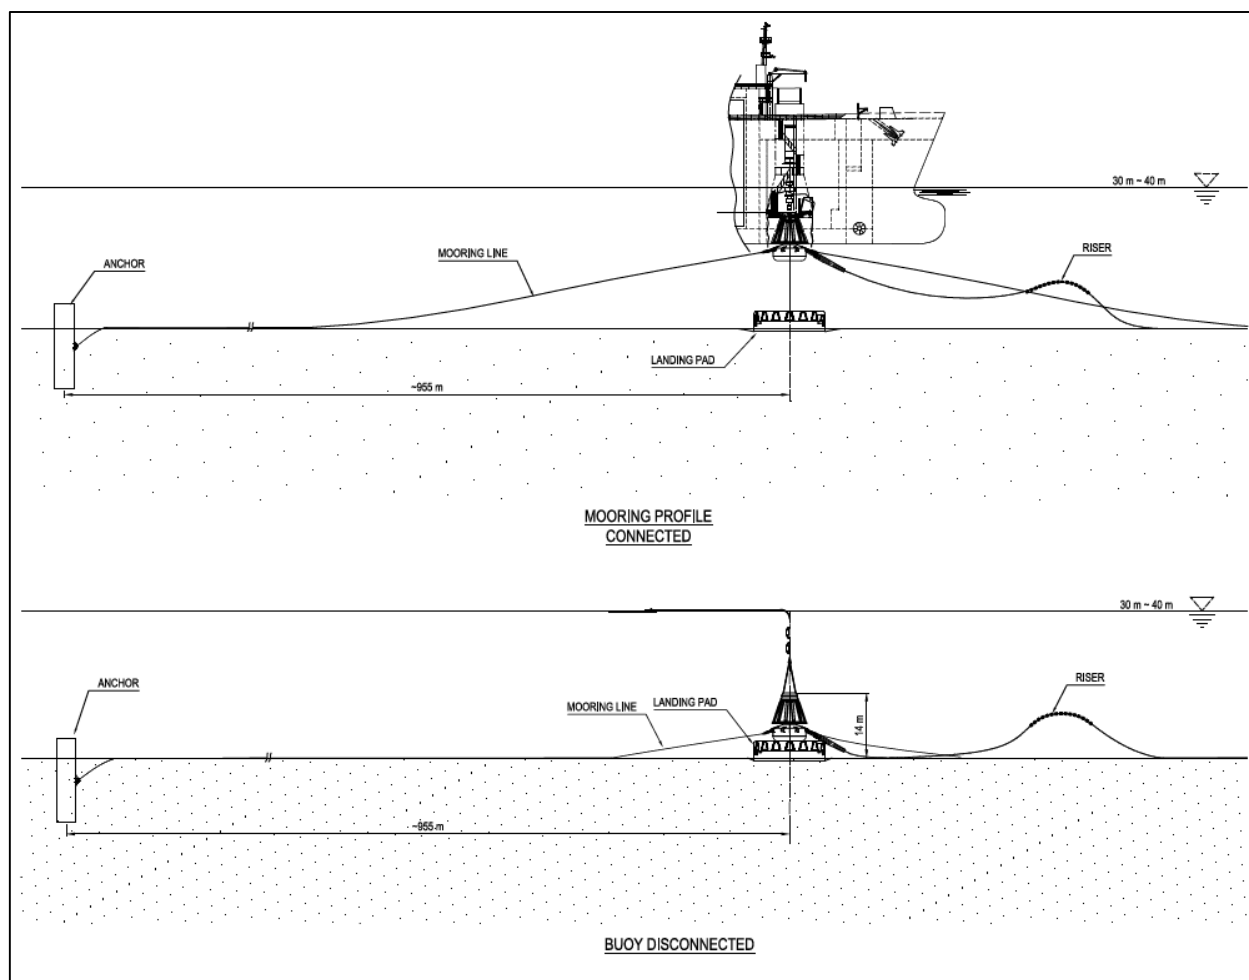 30 m ~ 40 m
ANCHOR
MOORING LINE
RISER
LANDING PAD
~955 m
MOORING PROFILE
CONNECTED
30 m ~ 40 m
ANCHOR
MOORING LINE
LANDING PAD
RISER
14 m
~955 m
BUOY DISCONNECTED